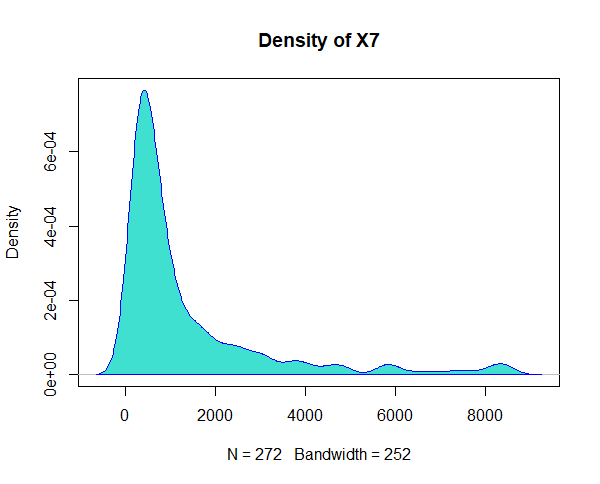 Density of X7
Density
0e+00 2e-04 4e-04 6e-04
0 2000 4000 6000 8000
N = 272 Bandwidth = 252